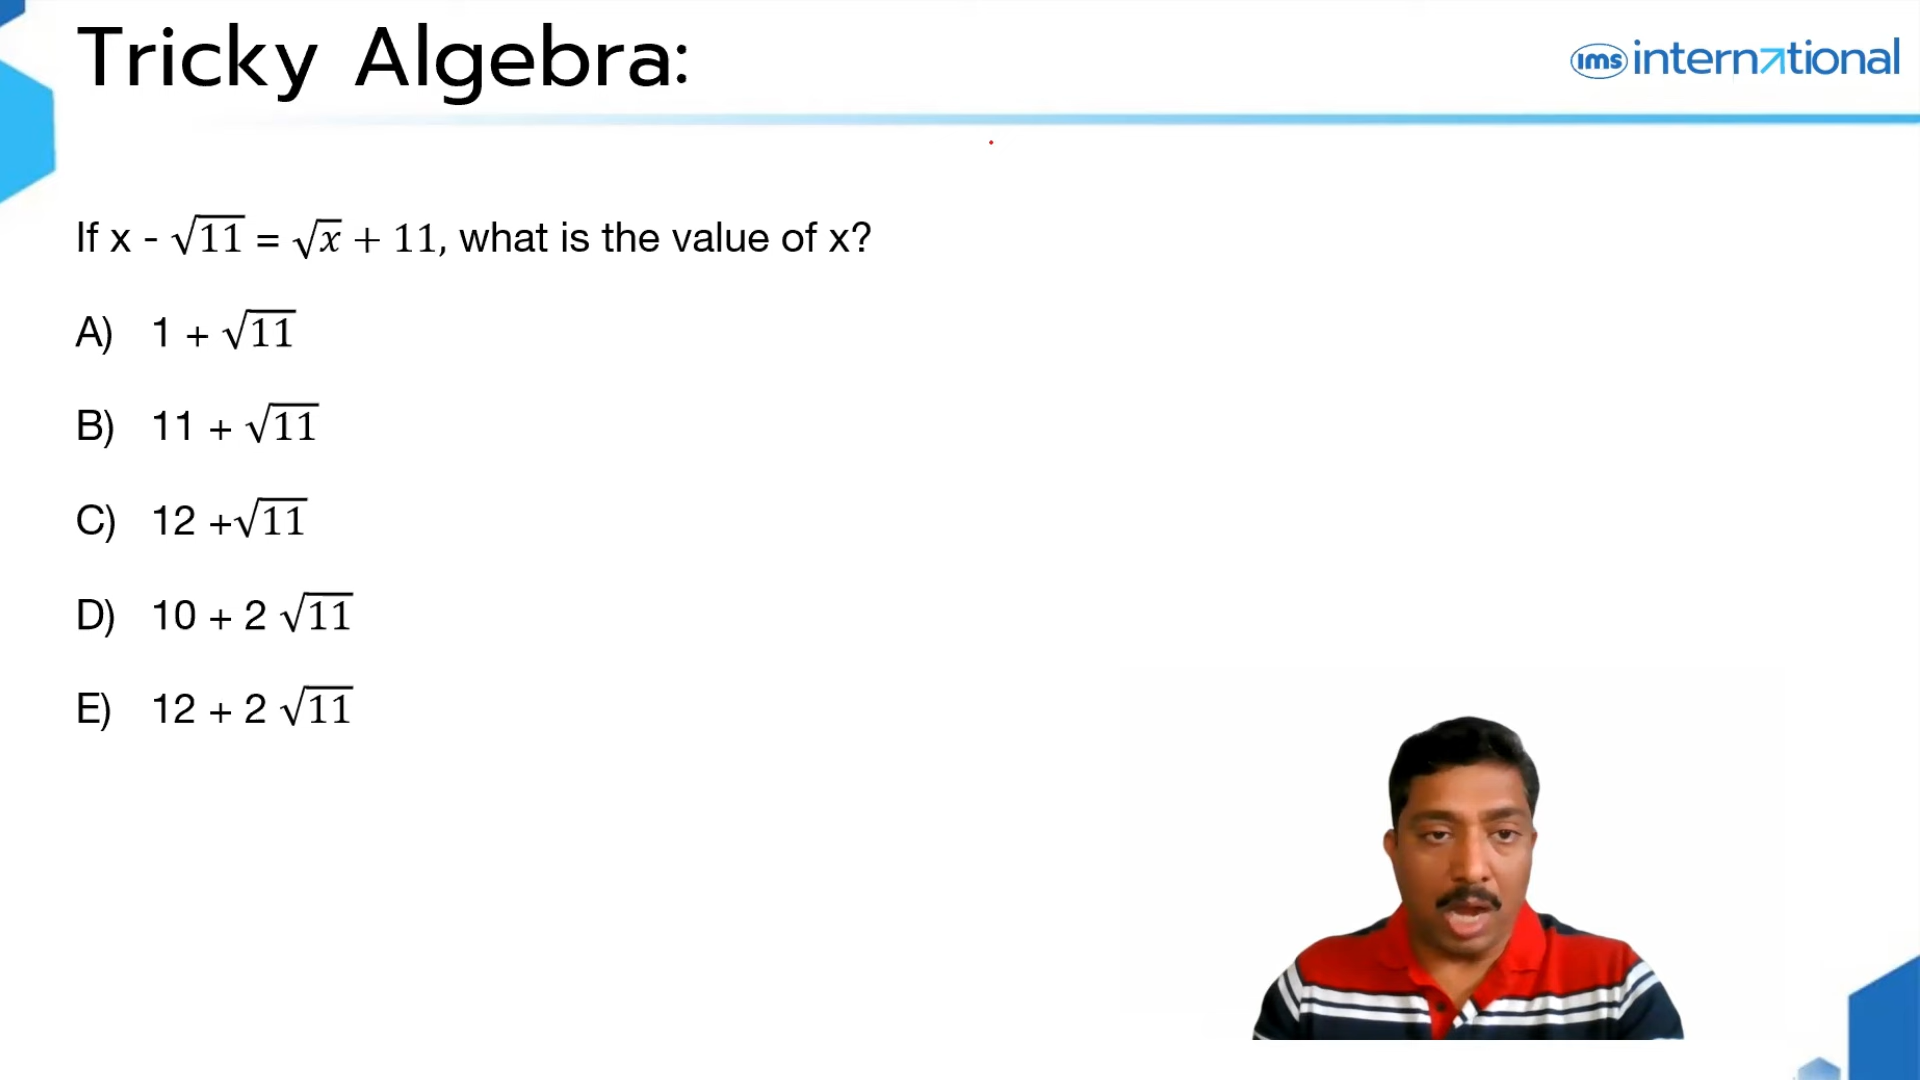 Tricky Algebra:
ims international
If x - √11 = √x + 11, what is the value of x?
A) 1 + √11
B) 11 + √11
C) 12 +√11
D) 10 + 2 √11
E) 12 + 2 √11